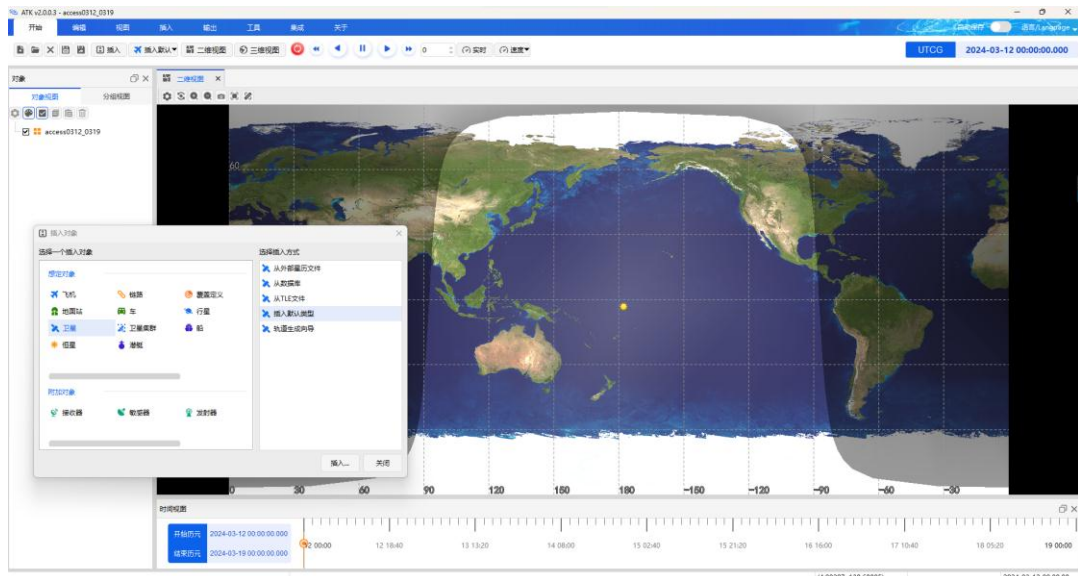 ATK v2.0.0.3 - access0312_0319
开始 编辑 视图 插入 输出 工具 集成 关于
插入 插入默认 二维视图 三维视图 0 实时 速度
UTCG 2024-03-12 00:00:00.000
对象
对象视图 分组视图
access0312_0319
二维视图
60
插入对象
选择一个插入对象
想定对象
飞机 链路 覆盖定义
地面站 车 行星
卫星 卫星集群 船
恒星 潜艇
附加对象
接收器 敏感器 发射器
选择插入方式
从外部星历文件
从数据库
从TLE文件
插入默认类型
轨道生成向导
插入... 关闭
0 30 60 90 120 150 180 -150 -120 -90 -60 -30
时间视图
开始历元 2024-03-12 00:00:00.000
结束历元 2024-03-19 00:00:00.000
12 00:00 12 18:40 13 13:20 14 08:00 15 02:40 15 21:20 16 16:00 17 10:40 18 05:20 19 00:00